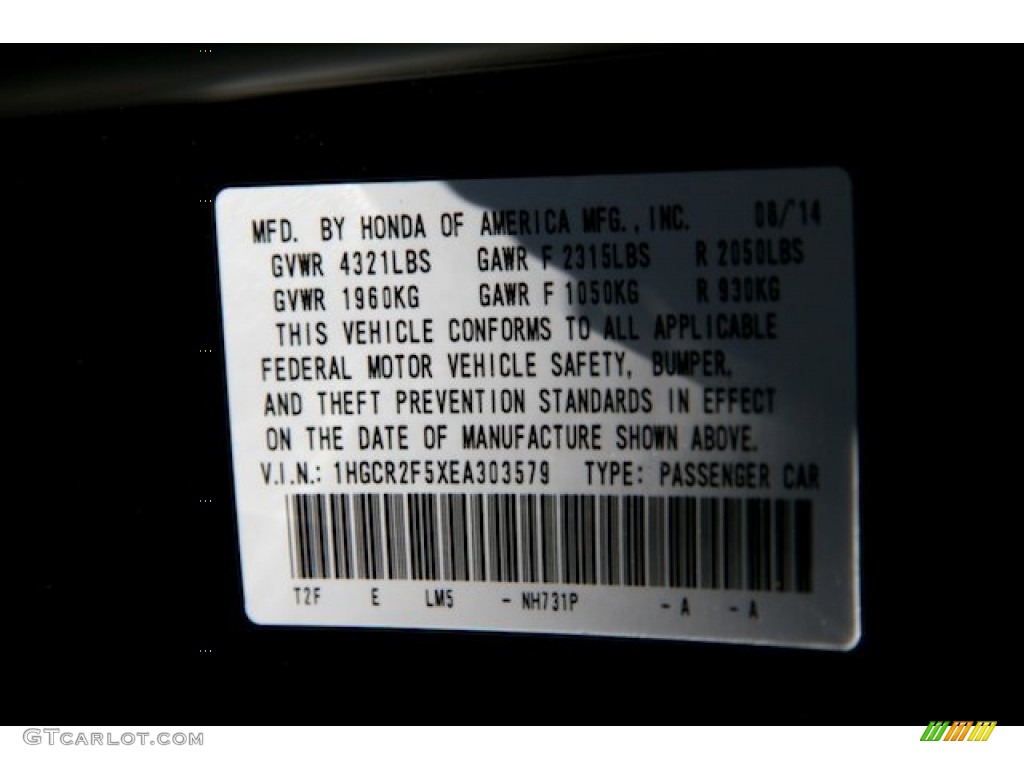 MFD. BY HONDA OF AMERICA MFG., INC. 08/14
GVWR 4321LBS GAWR F 2315LBS R 2050LBS
GVWR 1960KG GAWR F 1050KG R 930KG
THIS VEHICLE CONFORMS TO ALL APPLICABLE
FEDERAL MOTOR VEHICLE SAFETY, BUMPER,
AND THEFT PREVENTION STANDARDS IN EFFECT
ON THE DATE OF MANUFACTURE SHOWN ABOVE.
V.I.N.: 1HGCR2F5XEA303579 TYPE: PASSENGER CAR
T2F E LM5 - NH731P - A - A
GTCARLOT.COM